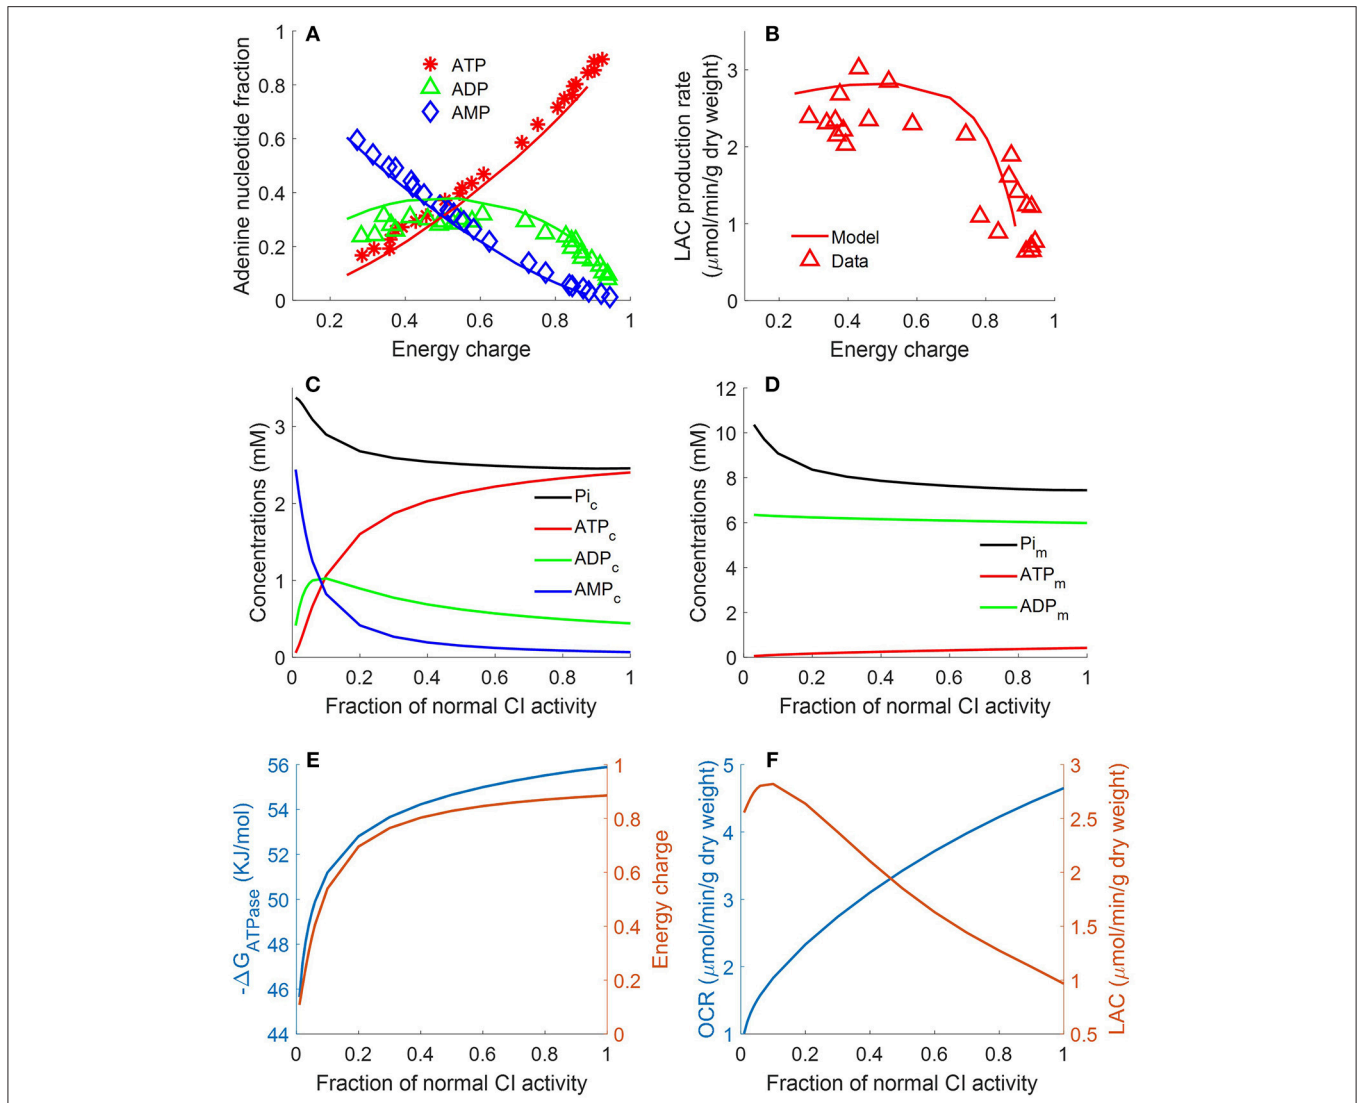 A
Adenine nucleotide fraction
1
0.8
0.6
0.4
0.2
0
ATP
ADP
AMP
0.2 0.4 0.6 0.8 1
Energy charge
B
LAC production rate
(μmol/min/g dry weight)
3
2
1
0
Model
Data
0.2 0.4 0.6 0.8 1
Energy charge
C
Concentrations (mM)
3
2
1
0
Pic
ATPc
ADPc
AMPc
0 0.2 0.4 0.6 0.8 1
Fraction of normal CI activity
D
Concentrations (mM)
12
10
8
6
4
2
0
Pim
ATPm
ADPm
0 0.2 0.4 0.6 0.8 1
Fraction of normal CI activity
E
-ΔGATPase (KJ/mol)
56
54
52
50
48
46
44
1
0.8
0.6
0.4
0.2
0
Energy charge
0 0.2 0.4 0.6 0.8 1
Fraction of normal CI activity
F
OCR (μmol/min/g dry weight)
5
4
3
2
1
3
2.5
2
1.5
1
0.5
LAC (μmol/min/g dry weight)
0 0.2 0.4 0.6 0.8 1
Fraction of normal CI activity